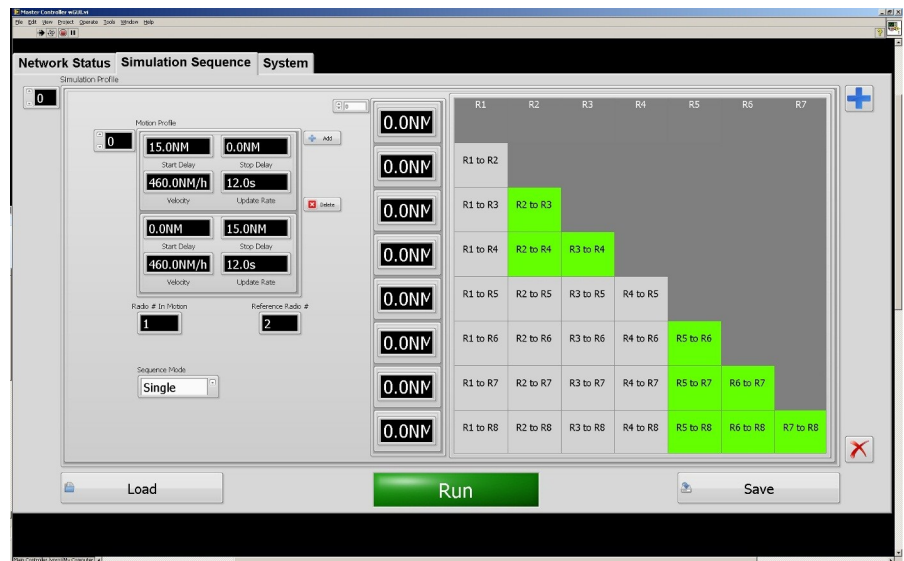 Master Controller wGUI.vi
File Edit View Project Operate Tools Window Help
Network Status Simulation Sequence System
Simulation Profile
0
0
Motion Profile
0
15.0NM 0.0NM
Start Delay Stop Delay
460.0NM/h 12.0s
Velocity Update Rate
0.0NM 15.0NM
Start Delay Stop Delay
460.0NM/h 12.0s
Velocity Update Rate
Add
Delete
Radio # In Motion Reference Radio #
1 2
Sequence Mode
Single
0.0NM
0.0NM
0.0NM
0.0NM
0.0NM
0.0NM
0.0NM
0.0NM
R1 R2 R3 R4 R5 R6 R7
R1 to R2
R1 to R3 R2 to R3
R1 to R4 R2 to R4 R3 to R4
R1 to R5 R2 to R5 R3 to R5 R4 to R5
R1 to R6 R2 to R6 R3 to R6 R4 to R6 R5 to R6
R1 to R7 R2 to R7 R3 to R7 R4 to R7 R5 to R7 R6 to R7
R1 to R8 R2 to R8 R3 to R8 R4 to R8 R5 to R8 R6 to R8 R7 to R8
Load Run Save